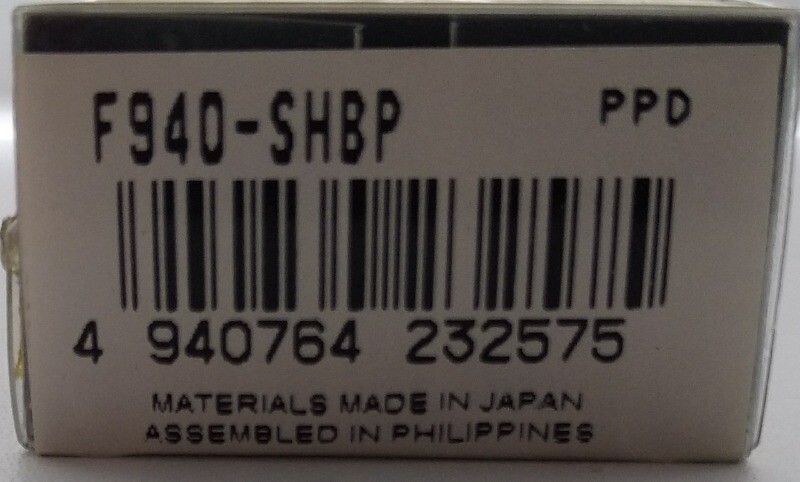 F940-SHBP PPD
4 940764 232575
MATERIALS MADE IN JAPAN
ASSEMBLED IN PHILIPPINES